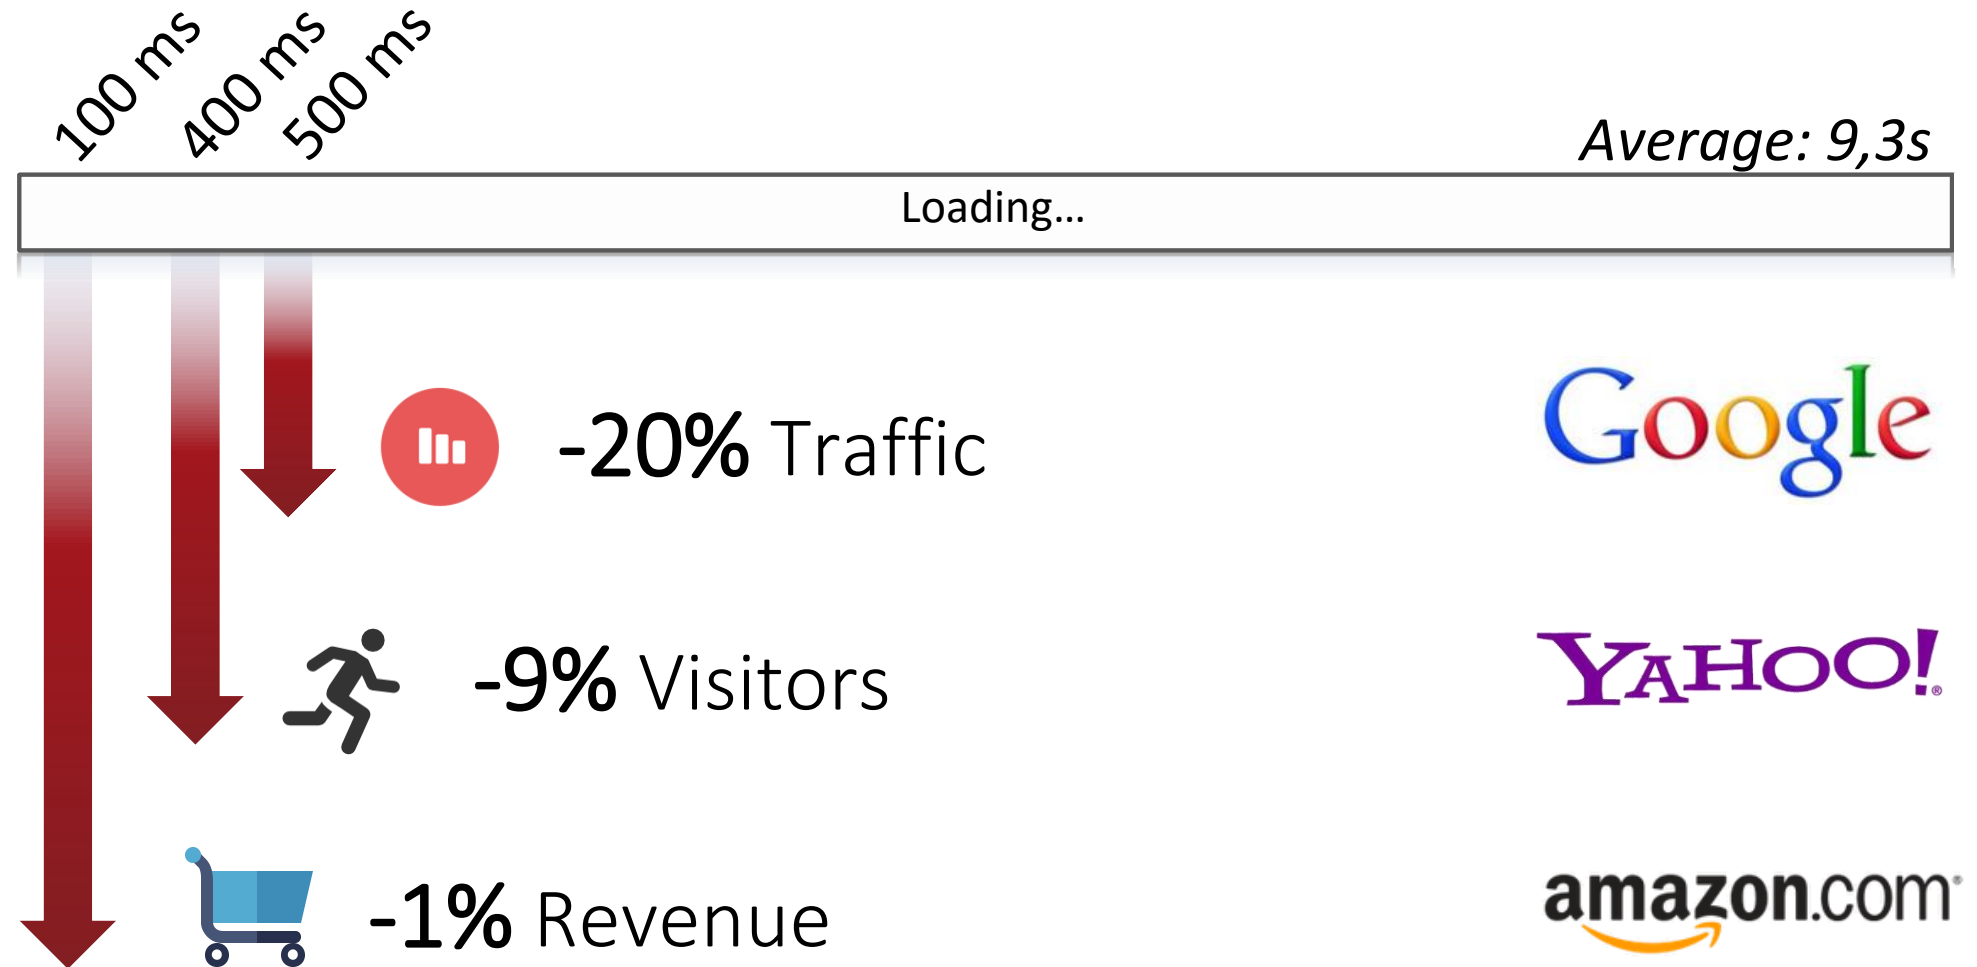 100 ms
400 ms
500 ms
Average: 9,3s
Loading...
-20% Traffic
Google
-9% Visitors
YAHOO!®
-1% Revenue
amazon.com®